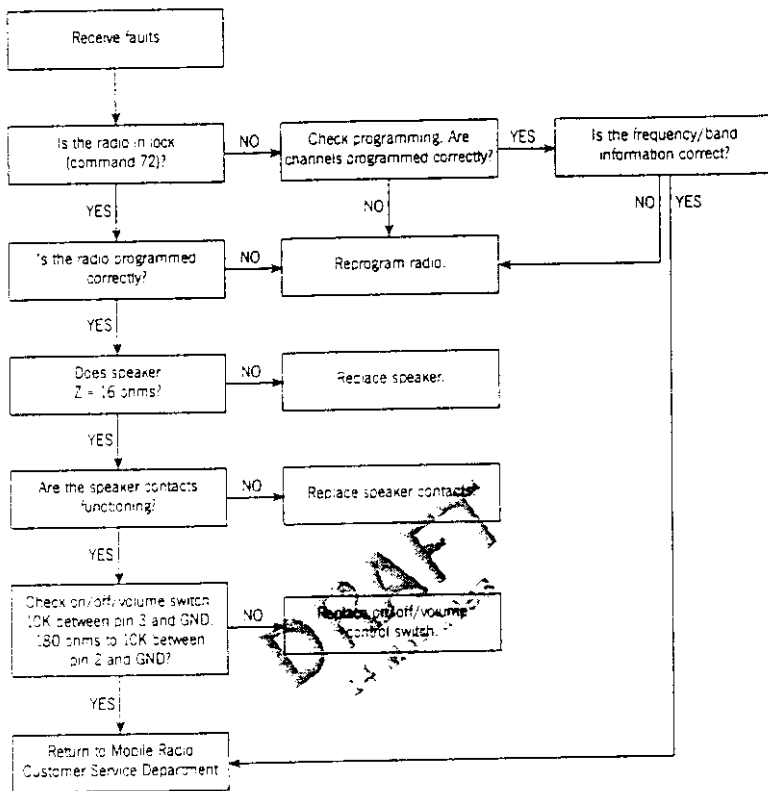 Receive faults
Is the radio in lock
(command 72)?
NO
Check programming. Are
channels programmed correctly?
YES
Is the frequency/band
information correct?
YES
NO
NO
YES
Is the radio programmed
correctly?
NO
Reprogram radio.
YES
Does speaker
Z = 16 ohms?
NO
Replace speaker.
YES
Are the speaker contacts
functioning?
NO
Replace speaker contacts.
YES
Check on/off/volume switch
10K between pin 3 and GND.
180 ohms to 10K between
pin 2 and GND?
NO
Replace on/off/volume
control switch.
DRAFT
YES
Return to Mobile Radio
Customer Service Department